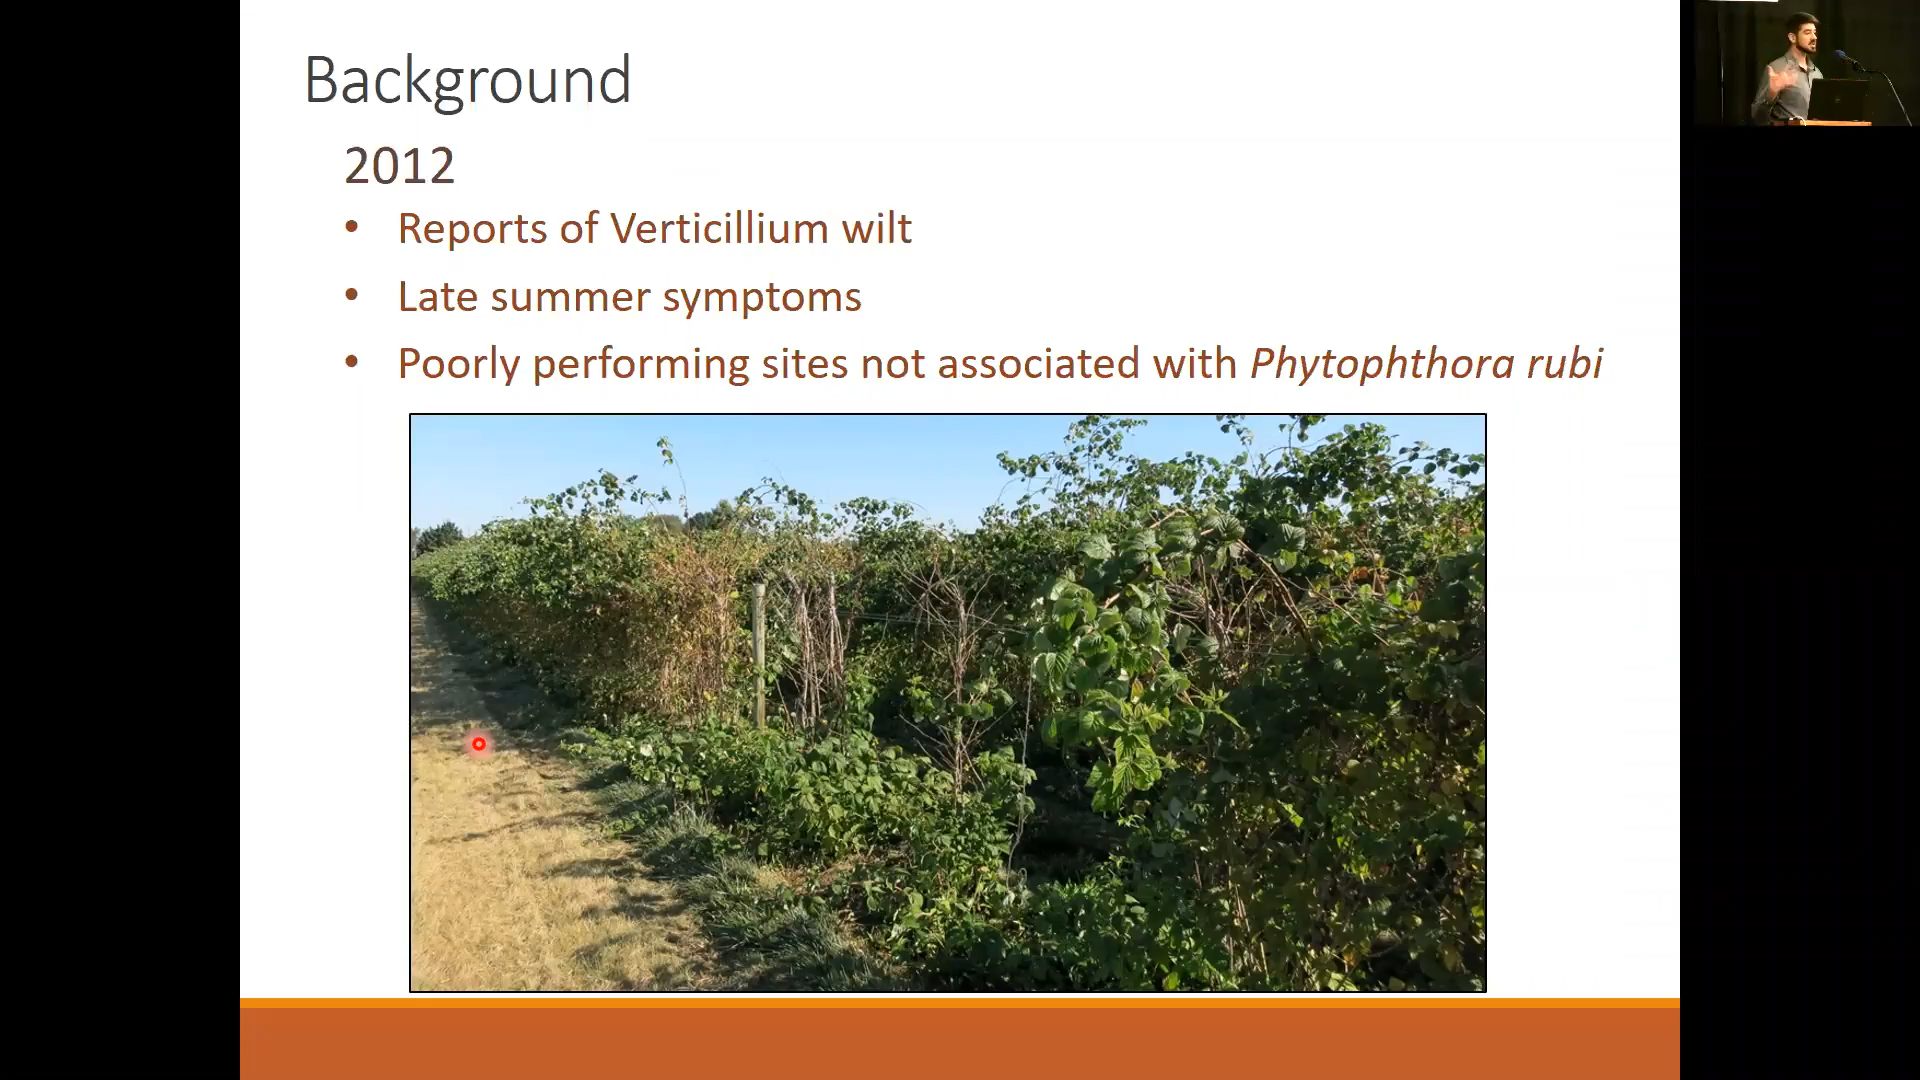 Background
2012
• Reports of Verticillium wilt
• Late summer symptoms
• Poorly performing sites not associated with Phytophthora rubi